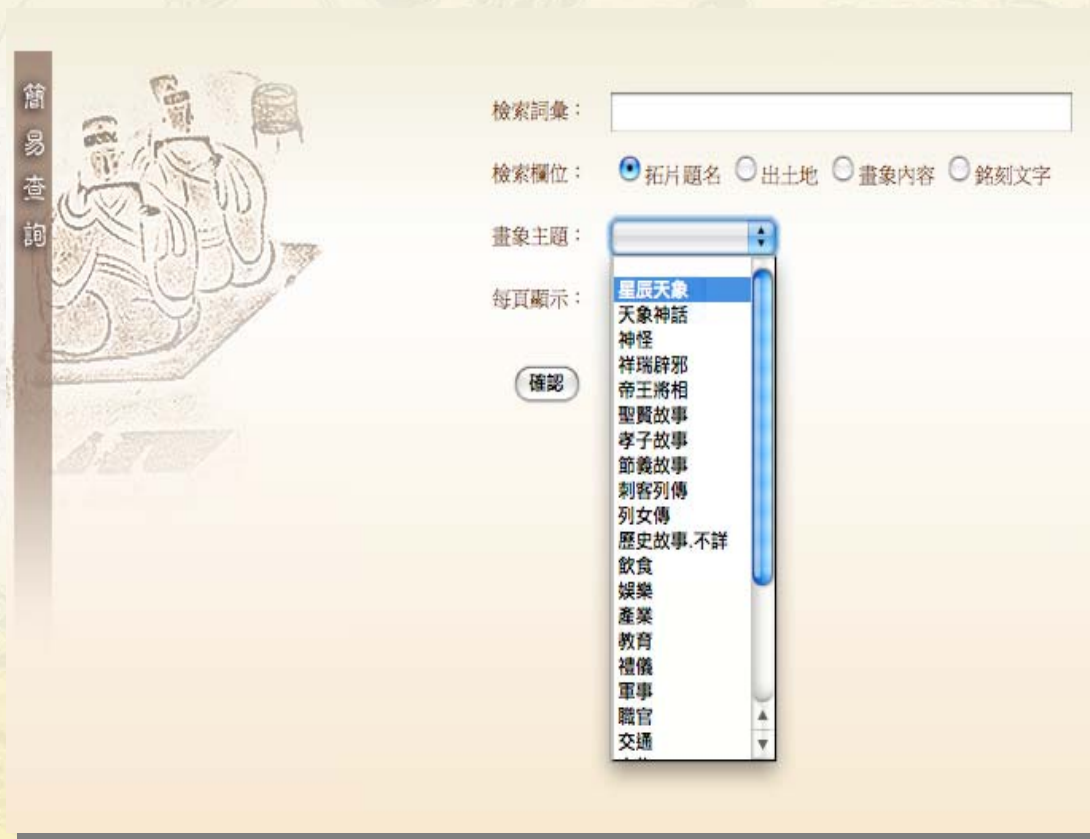 簡易查詢
檢索詞彙：
檢索欄位： 拓片題名 出土地 畫象內容 銘刻文字
畫象主題：
每頁顯示：
確認
星辰天象
天象神話
神怪
祥瑞辟邪
帝王將相
聖賢故事
孝子故事
節義故事
刺客列傳
列女傳
歷史故事.不詳
飲食
娛樂
產業
教育
禮儀
軍事
職官
交通